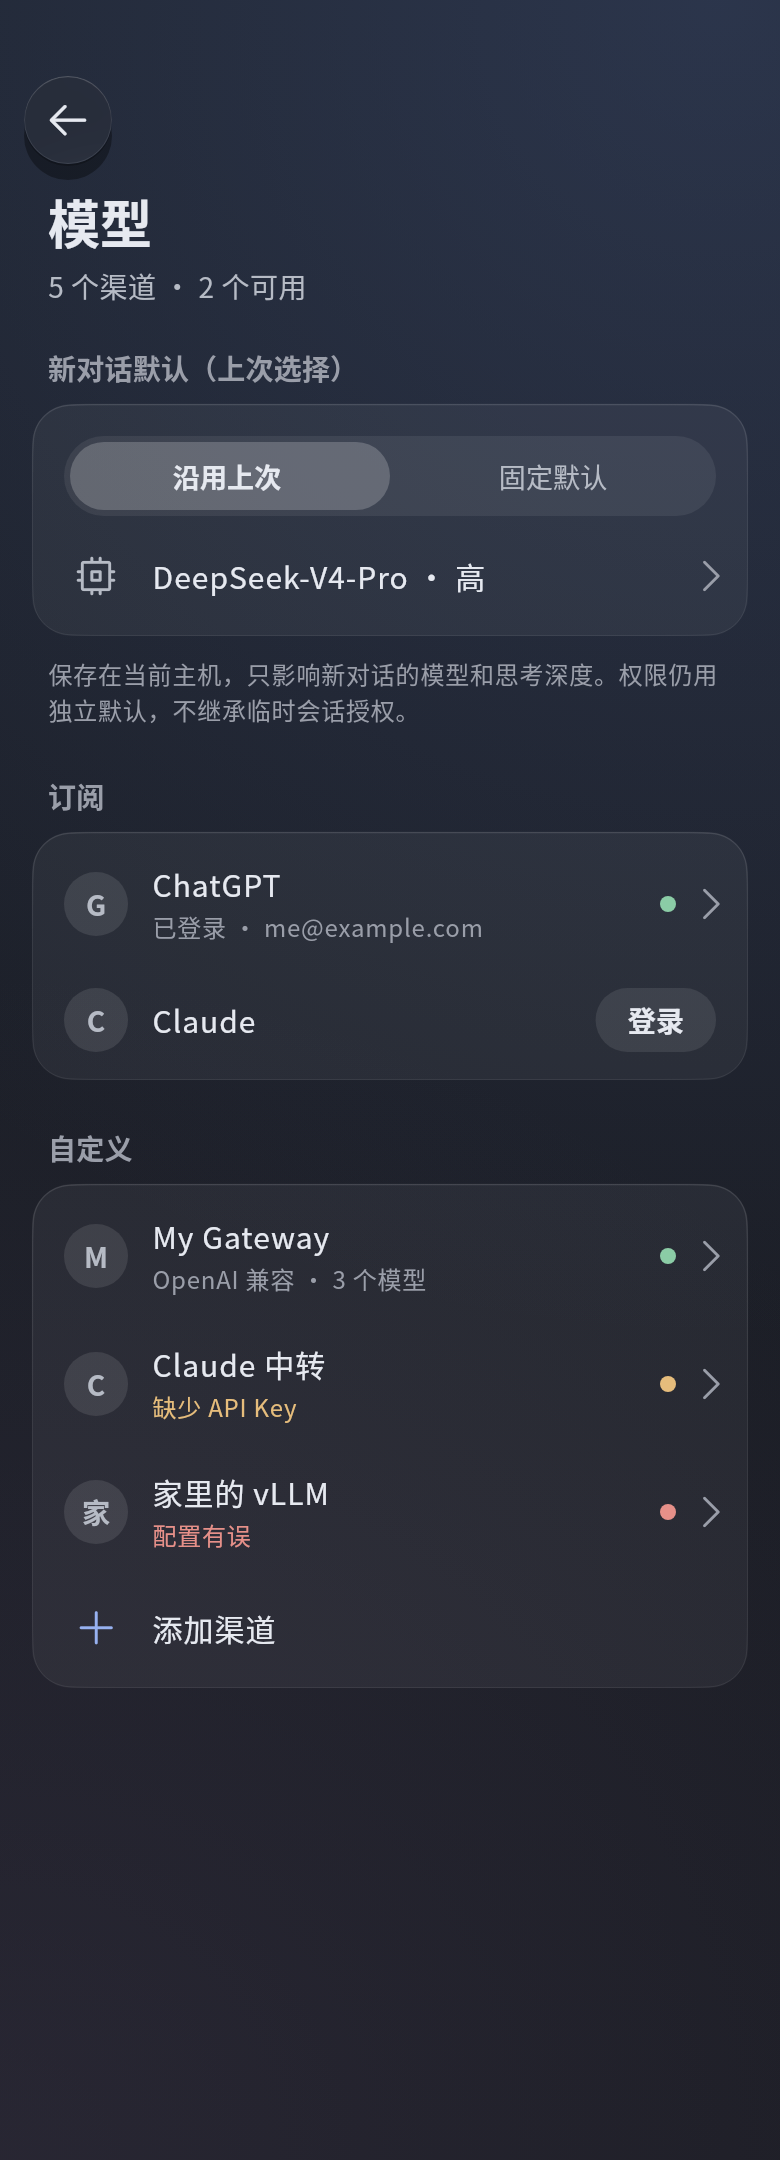 模型
5 个渠道 · 2 个可用
新对话默认（上次选择）
沿用上次
固定默认
DeepSeek-V4-Pro · 高
保存在当前主机，只影响新对话的模型和思考深度。权限仍用
独立默认，不继承临时会话授权。
订阅
G
ChatGPT
已登录 · me@example.com
C
Claude
登录
自定义
M
My Gateway
OpenAI 兼容 · 3 个模型
C
Claude 中转
缺少 API Key
家
家里的 vLLM
配置有误
添加渠道